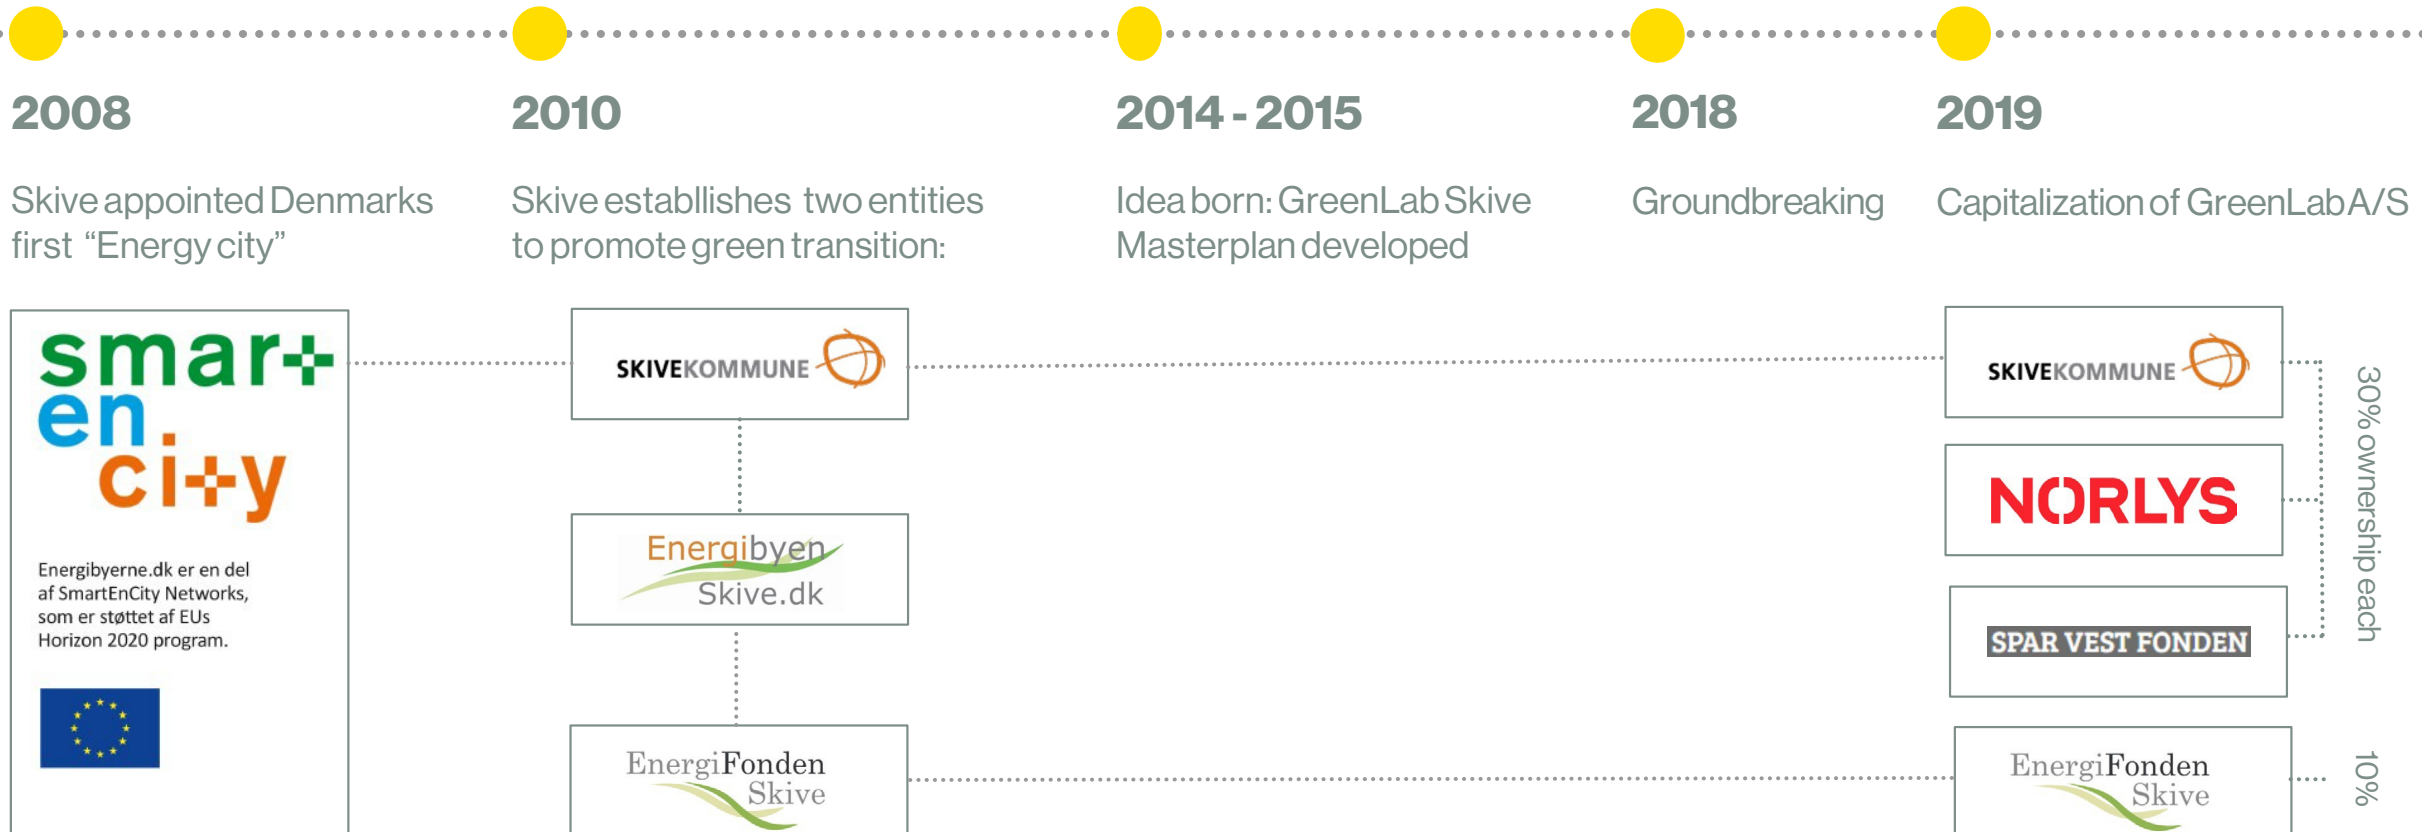 2008
Skive appointed Denmarks
first “Energy city”
2010
Skive establlishes two entities
to promote green transition:
2014 - 2015
Idea born: GreenLab Skive
Masterplan developed
2018
Groundbreaking
2019
Capitalization of GreenLab A/S
smart
en
city
Energibyerne.dk er en del
af SmartEnCity Networks,
som er støttet af EUs
Horizon 2020 program.
SKIVEKOMMUNE
Energibyen
Skive.dk
EnergiFonden
Skive
SKIVEKOMMUNE
NORLYS
SPAR VEST FONDEN
EnergiFonden
Skive
30% ownership each
10%